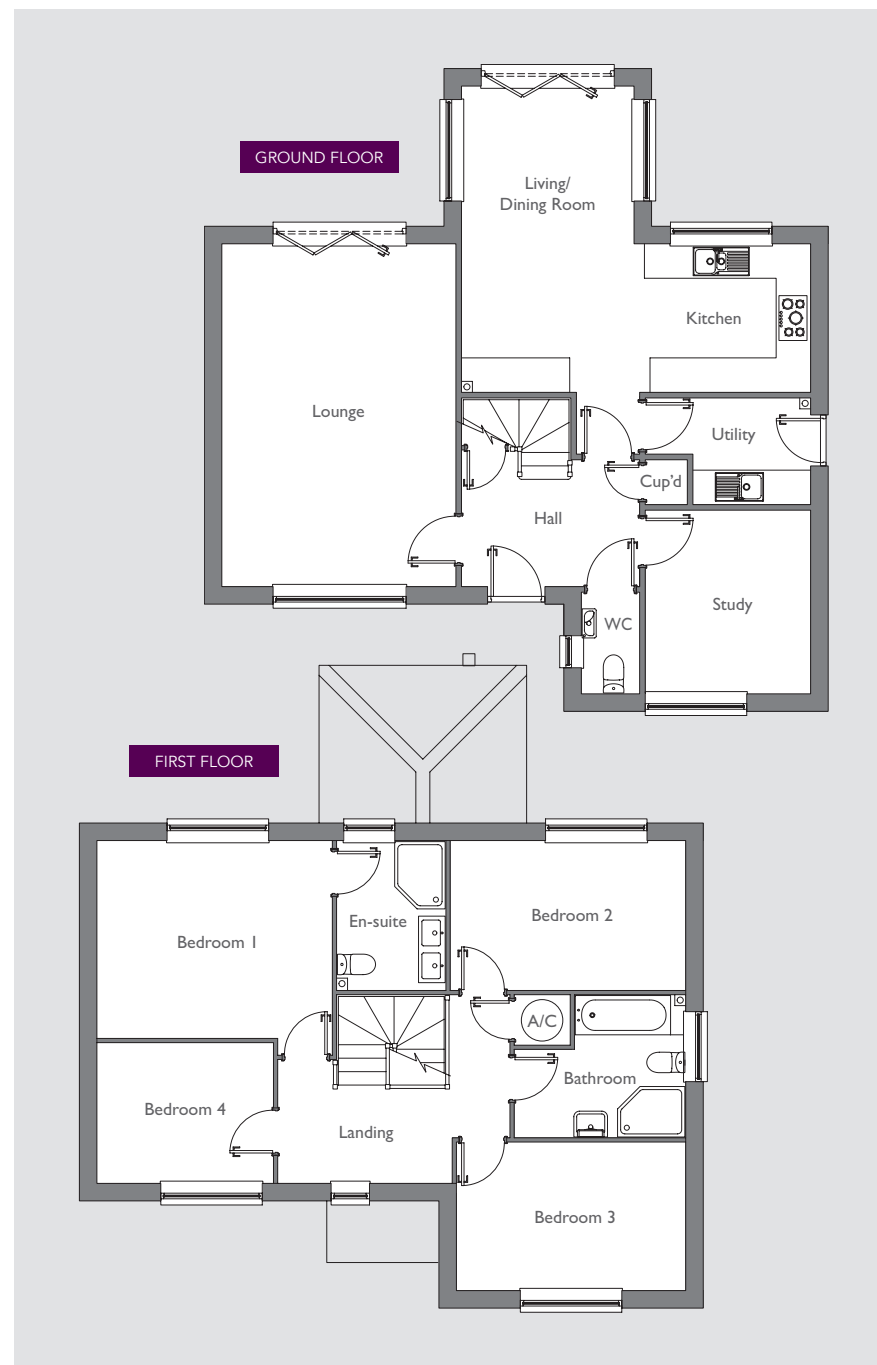 GROUND FLOOR
Living/
Dining Room
Kitchen
Lounge
Utility
Cup'd
Hall
Study
WC
FIRST FLOOR
Bedroom 1
En-suite
Bedroom 2
A/C
Bathroom
Bedroom 4
Landing
Bedroom 3